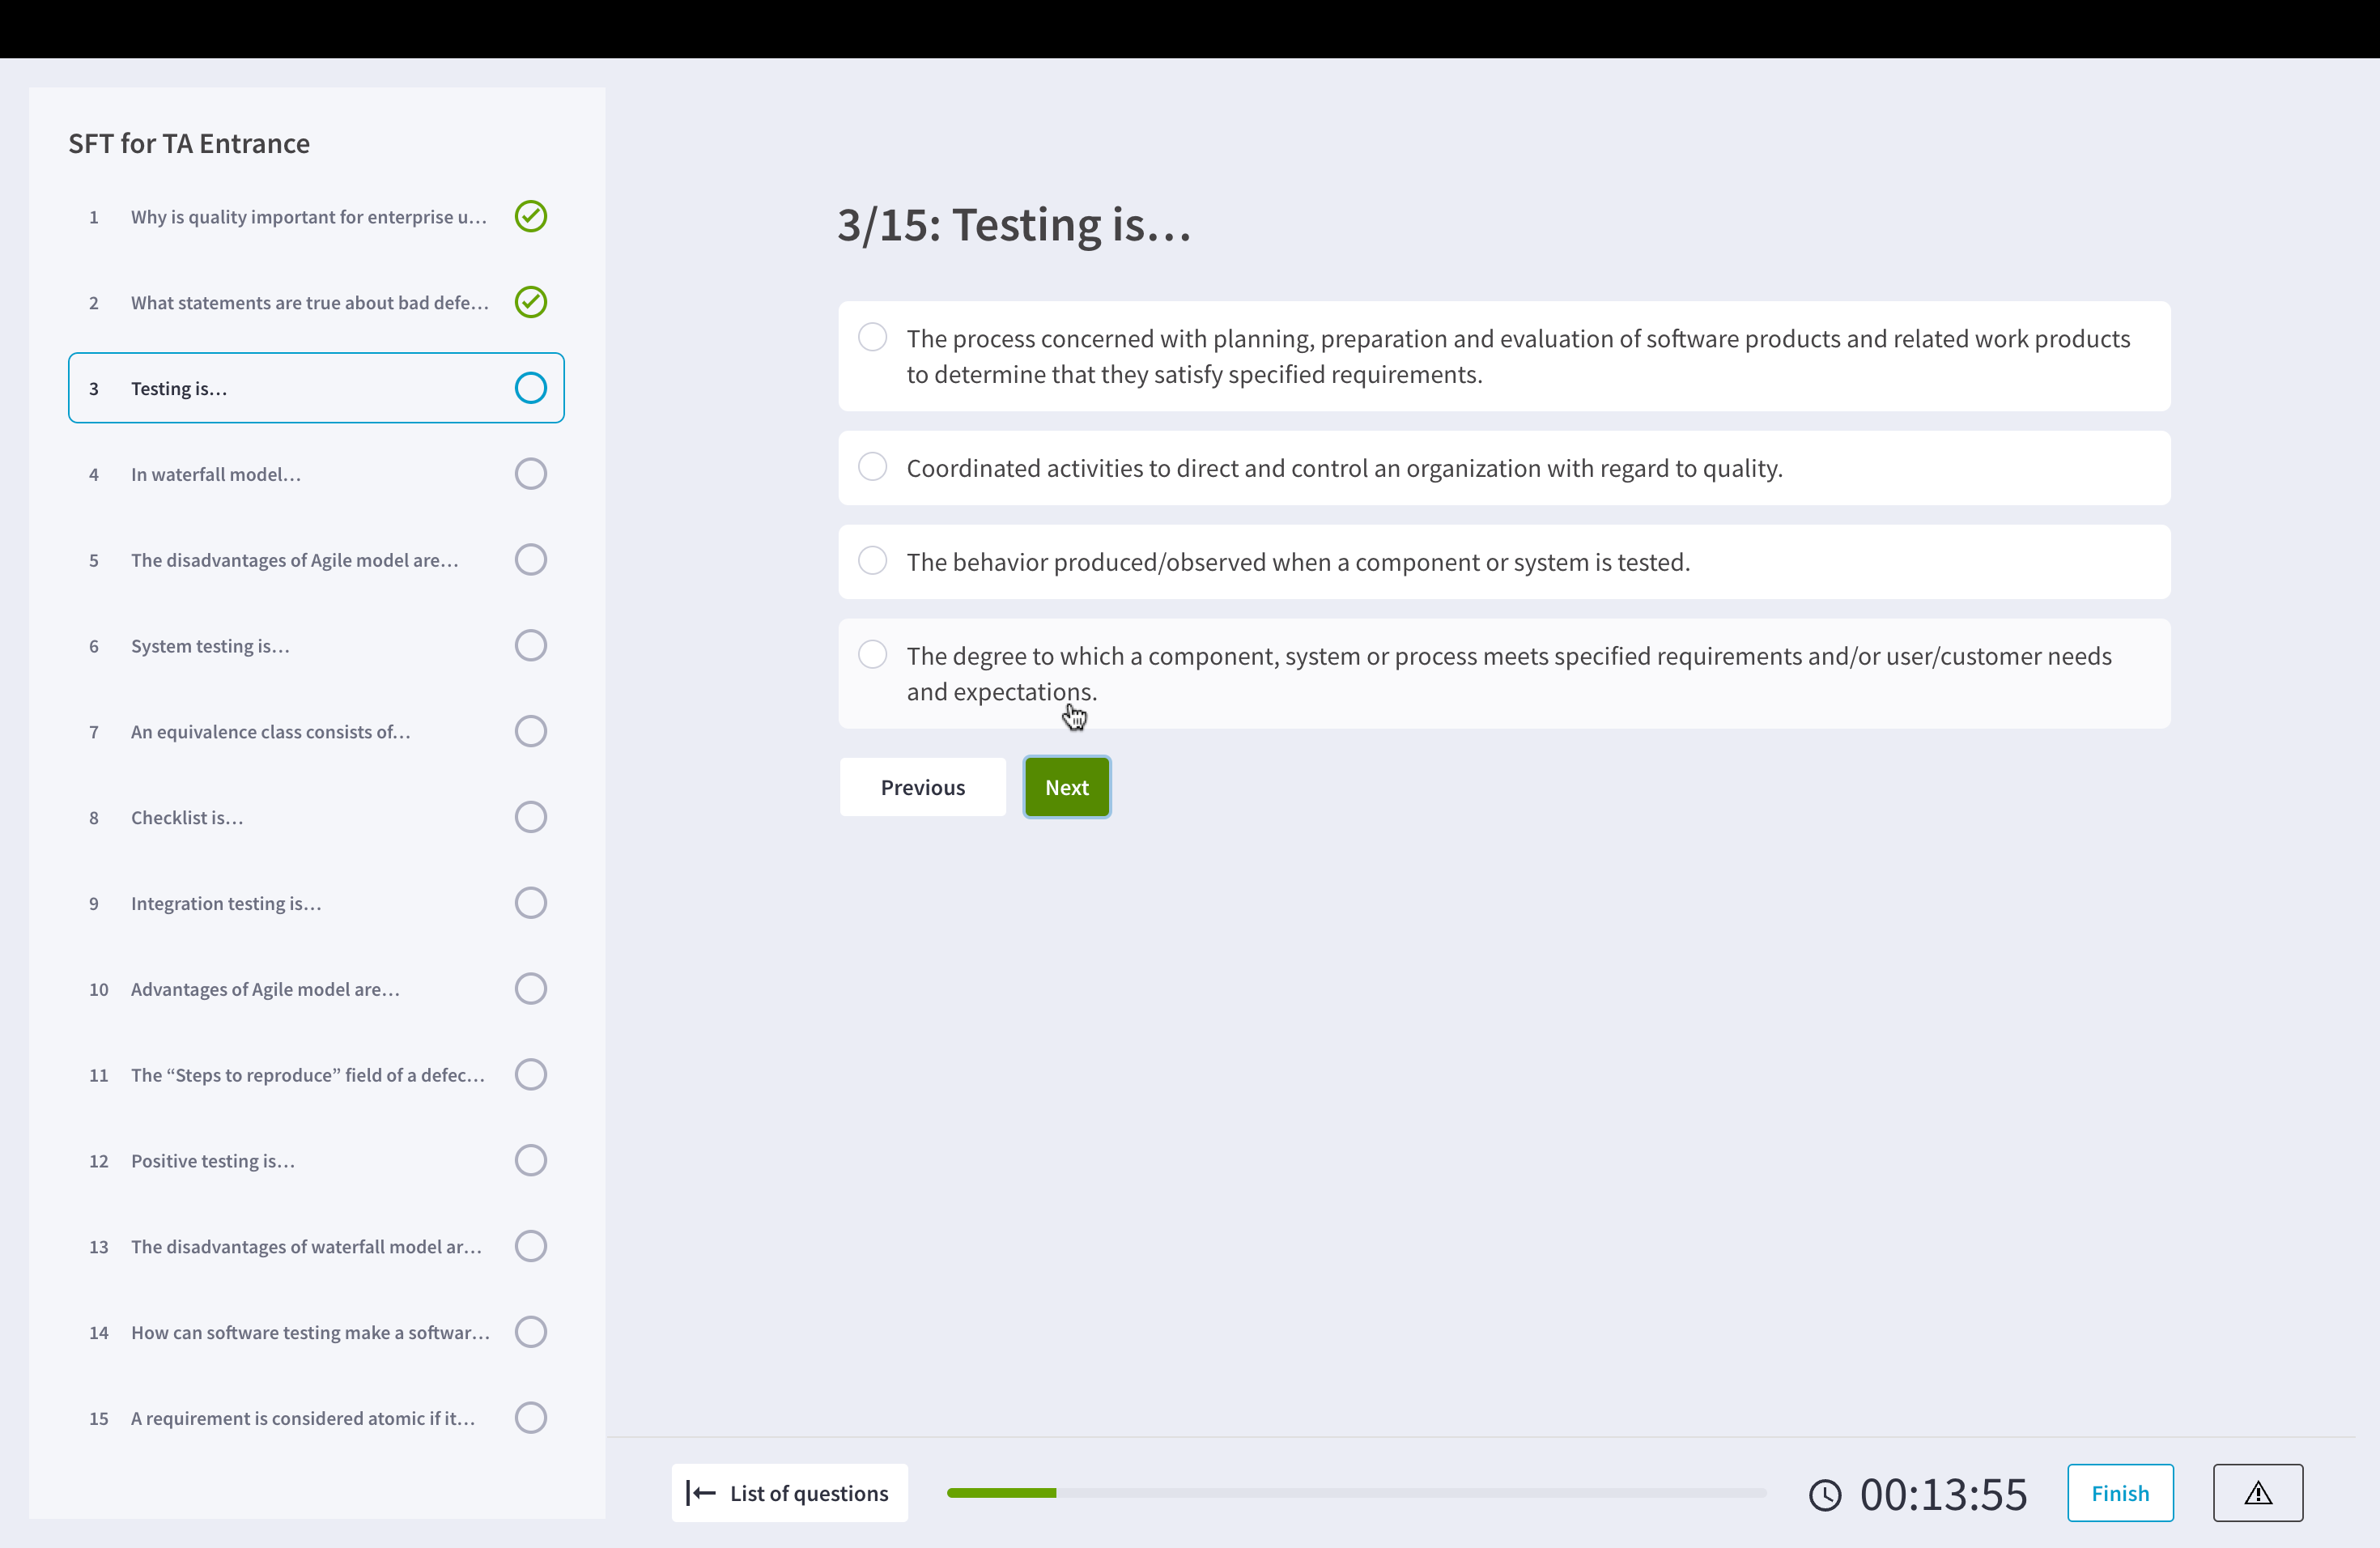 SFT for TA Entrance
1 Why is quality important for enterprise u...
2 What statements are true about bad defe...
3 Testing is...
4 In waterfall model...
5 The disadvantages of Agile model are...
6 System testing is...
7 An equivalence class consists of...
8 Checklist is...
9 Integration testing is...
10 Advantages of Agile model are...
11 The “Steps to reproduce” field of a defec...
12 Positive testing is...
13 The disadvantages of waterfall model ar...
14 How can software testing make a softwar...
15 A requirement is considered atomic if it...
3/15: Testing is...
The process concerned with planning, preparation and evaluation of software products and related work products
to determine that they satisfy specified requirements.
Coordinated activities to direct and control an organization with regard to quality.
The behavior produced/observed when a component or system is tested.
The degree to which a component, system or process meets specified requirements and/or user/customer needs
and expectations.
Previous Next
List of questions 00:13:55 Finish